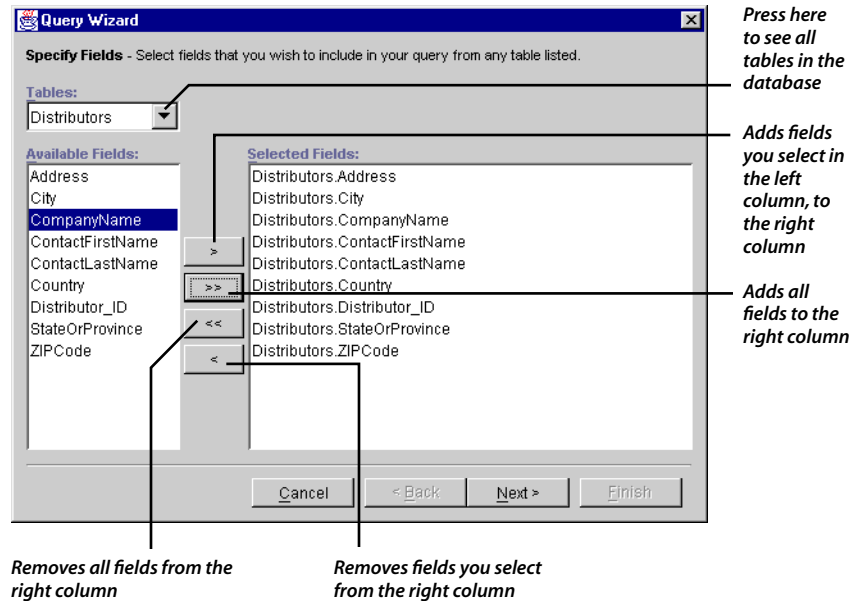 Query Wizard
Specify Fields - Select fields that you wish to include in your query from any table listed.
Tables:
Distributors
Available Fields:
Address
City
CompanyName
ContactFirstName
ContactLastName
Country
Distributor_ID
StateOrProvince
ZIPCode
>
>>
<<
<
Selected Fields:
Distributors.Address
Distributors.City
Distributors.CompanyName
Distributors.ContactFirstName
Distributors.ContactLastName
Distributors.Country
Distributors.Distributor_ID
Distributors.StateOrProvince
Distributors.ZIPCode
Cancel
< Back
Next >
Finish
Press here
to see all
tables in the
database
Adds fields
you select in
the left
column, to
the right
column
Adds all
fields to the
right column
Removes all fields from the
right column
Removes fields you select
from the right column